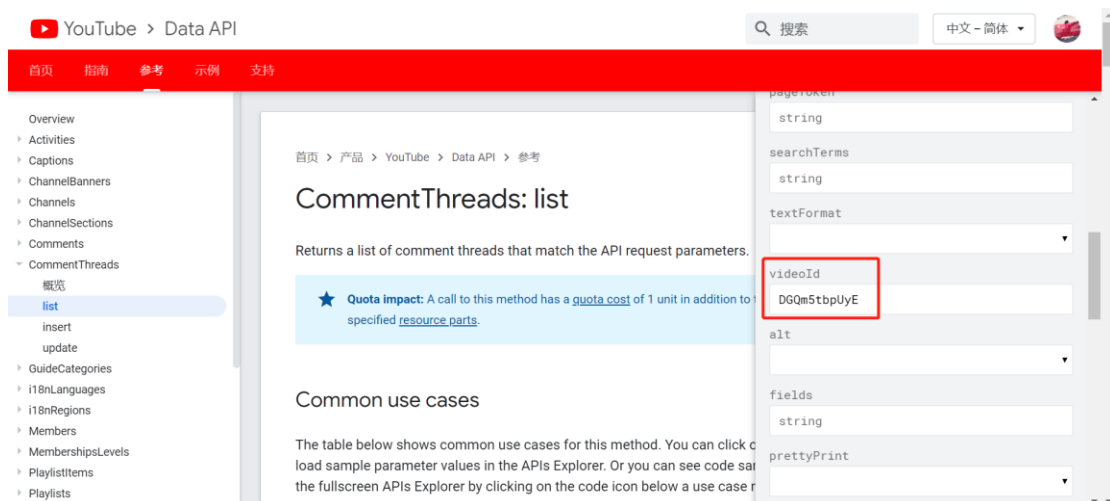 YouTube > Data API
搜索
中文 – 简体
首页 指南 参考 示例 支持
Overview
Activities
Captions
ChannelBanners
Channels
ChannelSections
Comments
CommentThreads
概览
list
insert
update
GuideCategories
i18nLanguages
i18nRegions
Members
MembershipsLevels
PlaylistItems
Playlists
首页 > 产品 > YouTube > Data API > 参考
CommentThreads: list
Returns a list of comment threads that match the API request parameters.
Quota impact: A call to this method has a quota cost of 1 unit in addition to
specified resource parts.
Common use cases
The table below shows common use cases for this method. You can click
load sample parameter values in the APIs Explorer. Or you can see code
the fullscreen APIs Explorer by clicking on the code icon below a use case
pageToken
string
searchTerms
string
textFormat
videoId
DGQm5tbpUyE
alt
fields
string
prettyPrint